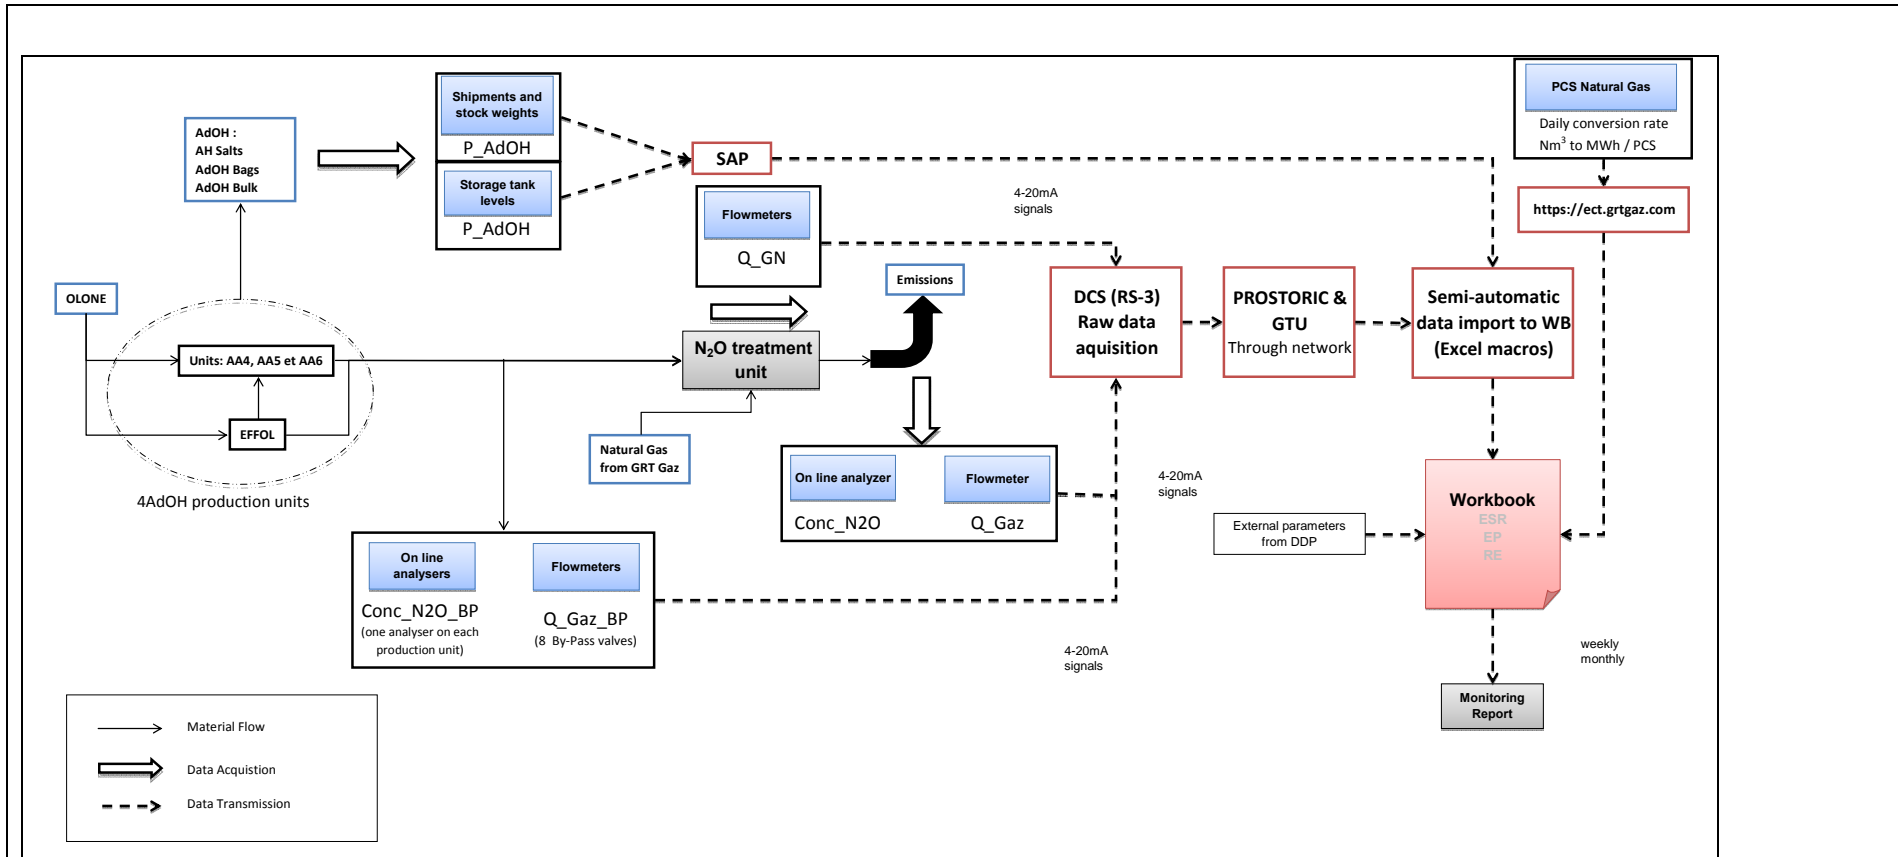 Shipments and
stock weights
P_AdOH
Storage tank
levels
P_AdOH
AdOH :
AH Salts
AdOH Bags
AdOH Bulk
SAP
PCS Natural Gas
Daily conversion rate
Nm³ to MWh / PCS
https://ect.grtgaz.com
4-20mA
signals
Flowmeters
Q_GN
OLONE
Emissions
Units: AA4, AA5 et AA6
EFFOL
4AdOH production units
N₂O treatment
unit
Natural Gas
from GRT Gaz
DCS (RS-3)
Raw data
aquisition
PROSTORIC &
GTU
Through network
Semi-automatic
data import to WB
(Excel macros)
On line analyzer
Conc_N2O
Flowmeter
Q_Gaz
4-20mA
signals
On line
analysers
Conc_N2O_BP
(one analyser on each
production unit)
Flowmeters
Q_Gaz_BP
(8 By-Pass valves)
4-20mA
signals
External parameters
from DDP
Workbook
ESR
EP
RE
weekly
monthly
Monitoring
Report
Material Flow
Data Acquistion
Data Transmission